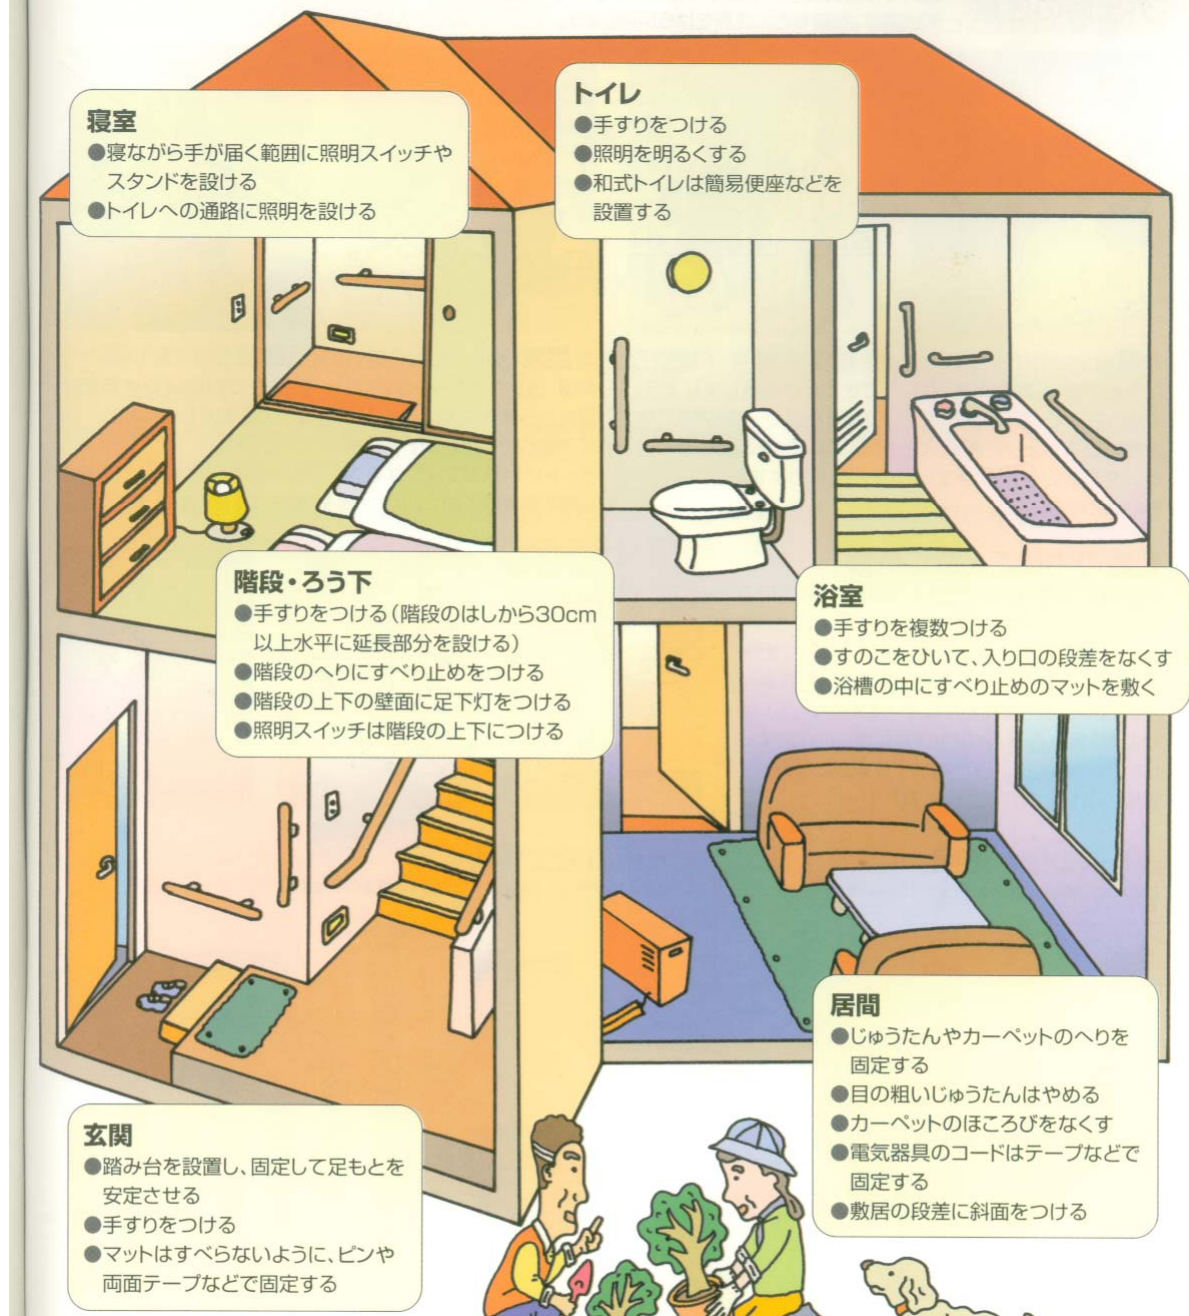 寝室
●寝ながら手が届く範囲に照明スイッチや
スタンドを設ける
●トイレへの通路に照明を設ける
トイレ
●手すりをつける
●照明を明るくする
●和式トイレは簡易便座などを
設置する
階段・ろう下
●手すりをつける(階段のはしから30cm
以上水平に延長部分を設ける)
●階段のへりにすべり止めをつける
●階段の上下の壁面に足下灯をつける
●照明スイッチは階段の上下につける
浴室
●手すりを複数つける
●すのこをひいて、入り口の段差をなくす
●浴槽の中にすべり止めのマットを敷く
居間
●じゅうたんやカーペットのへりを
固定する
●目の粗いじゅうたんはやめる
●カーペットのほころびをなくす
●電気器具のコードはテープなどで
固定する
●敷居の段差に斜面をつける
玄関
●踏み台を設置し、固定して足もとを
安定させる
●手すりをつける
●マットはすべらないように、ピンや
両面テープなどで固定する